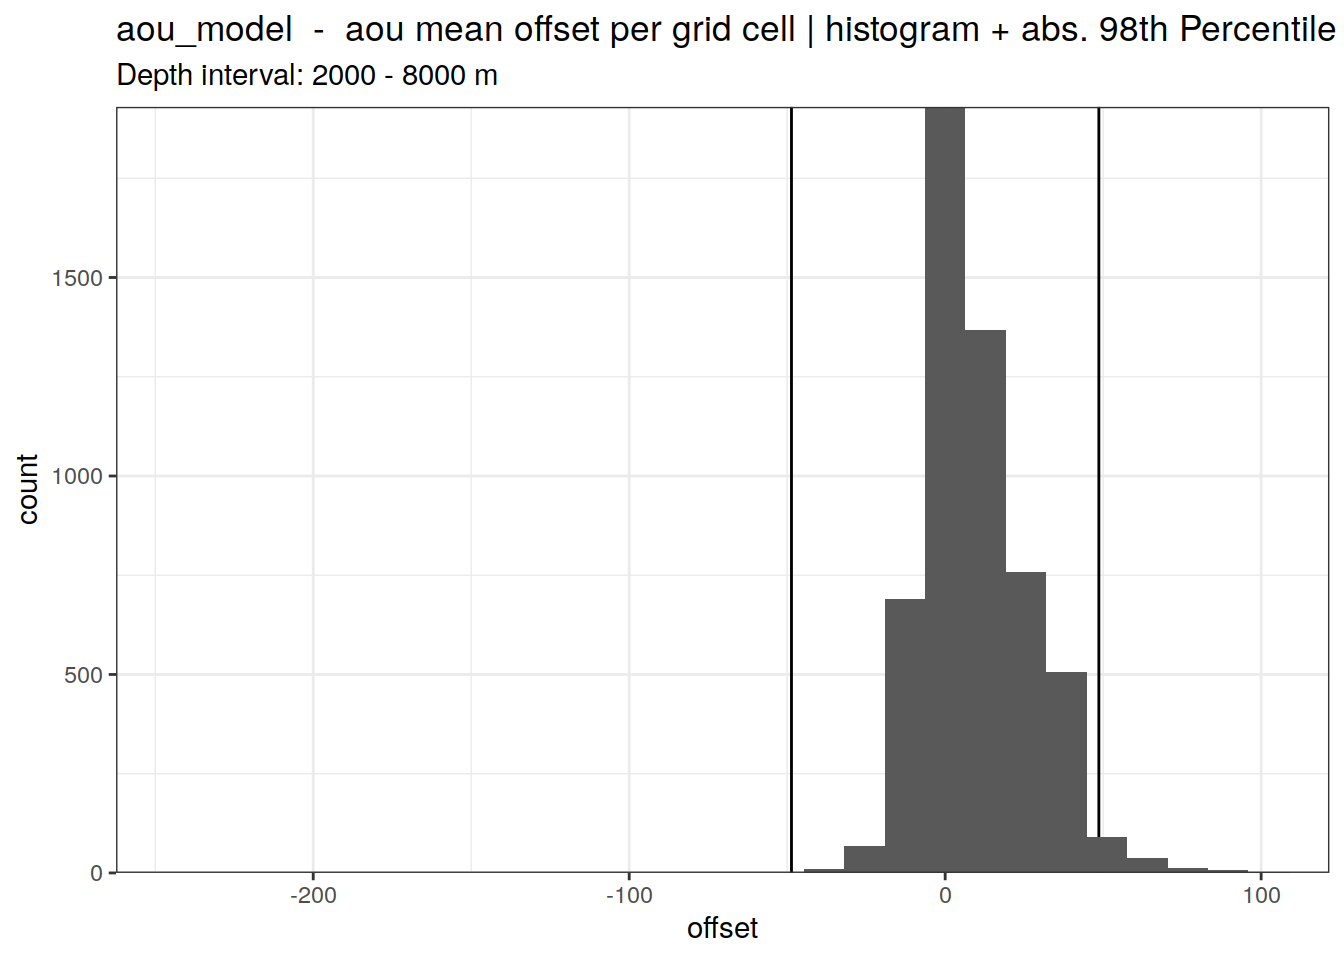 aou_model  -  aou mean offset per grid cell | histogram + abs. 98th Percentile
Depth interval: 2000 - 8000 m
1500
1000
500
0
count
-200
-100
0
100
offset